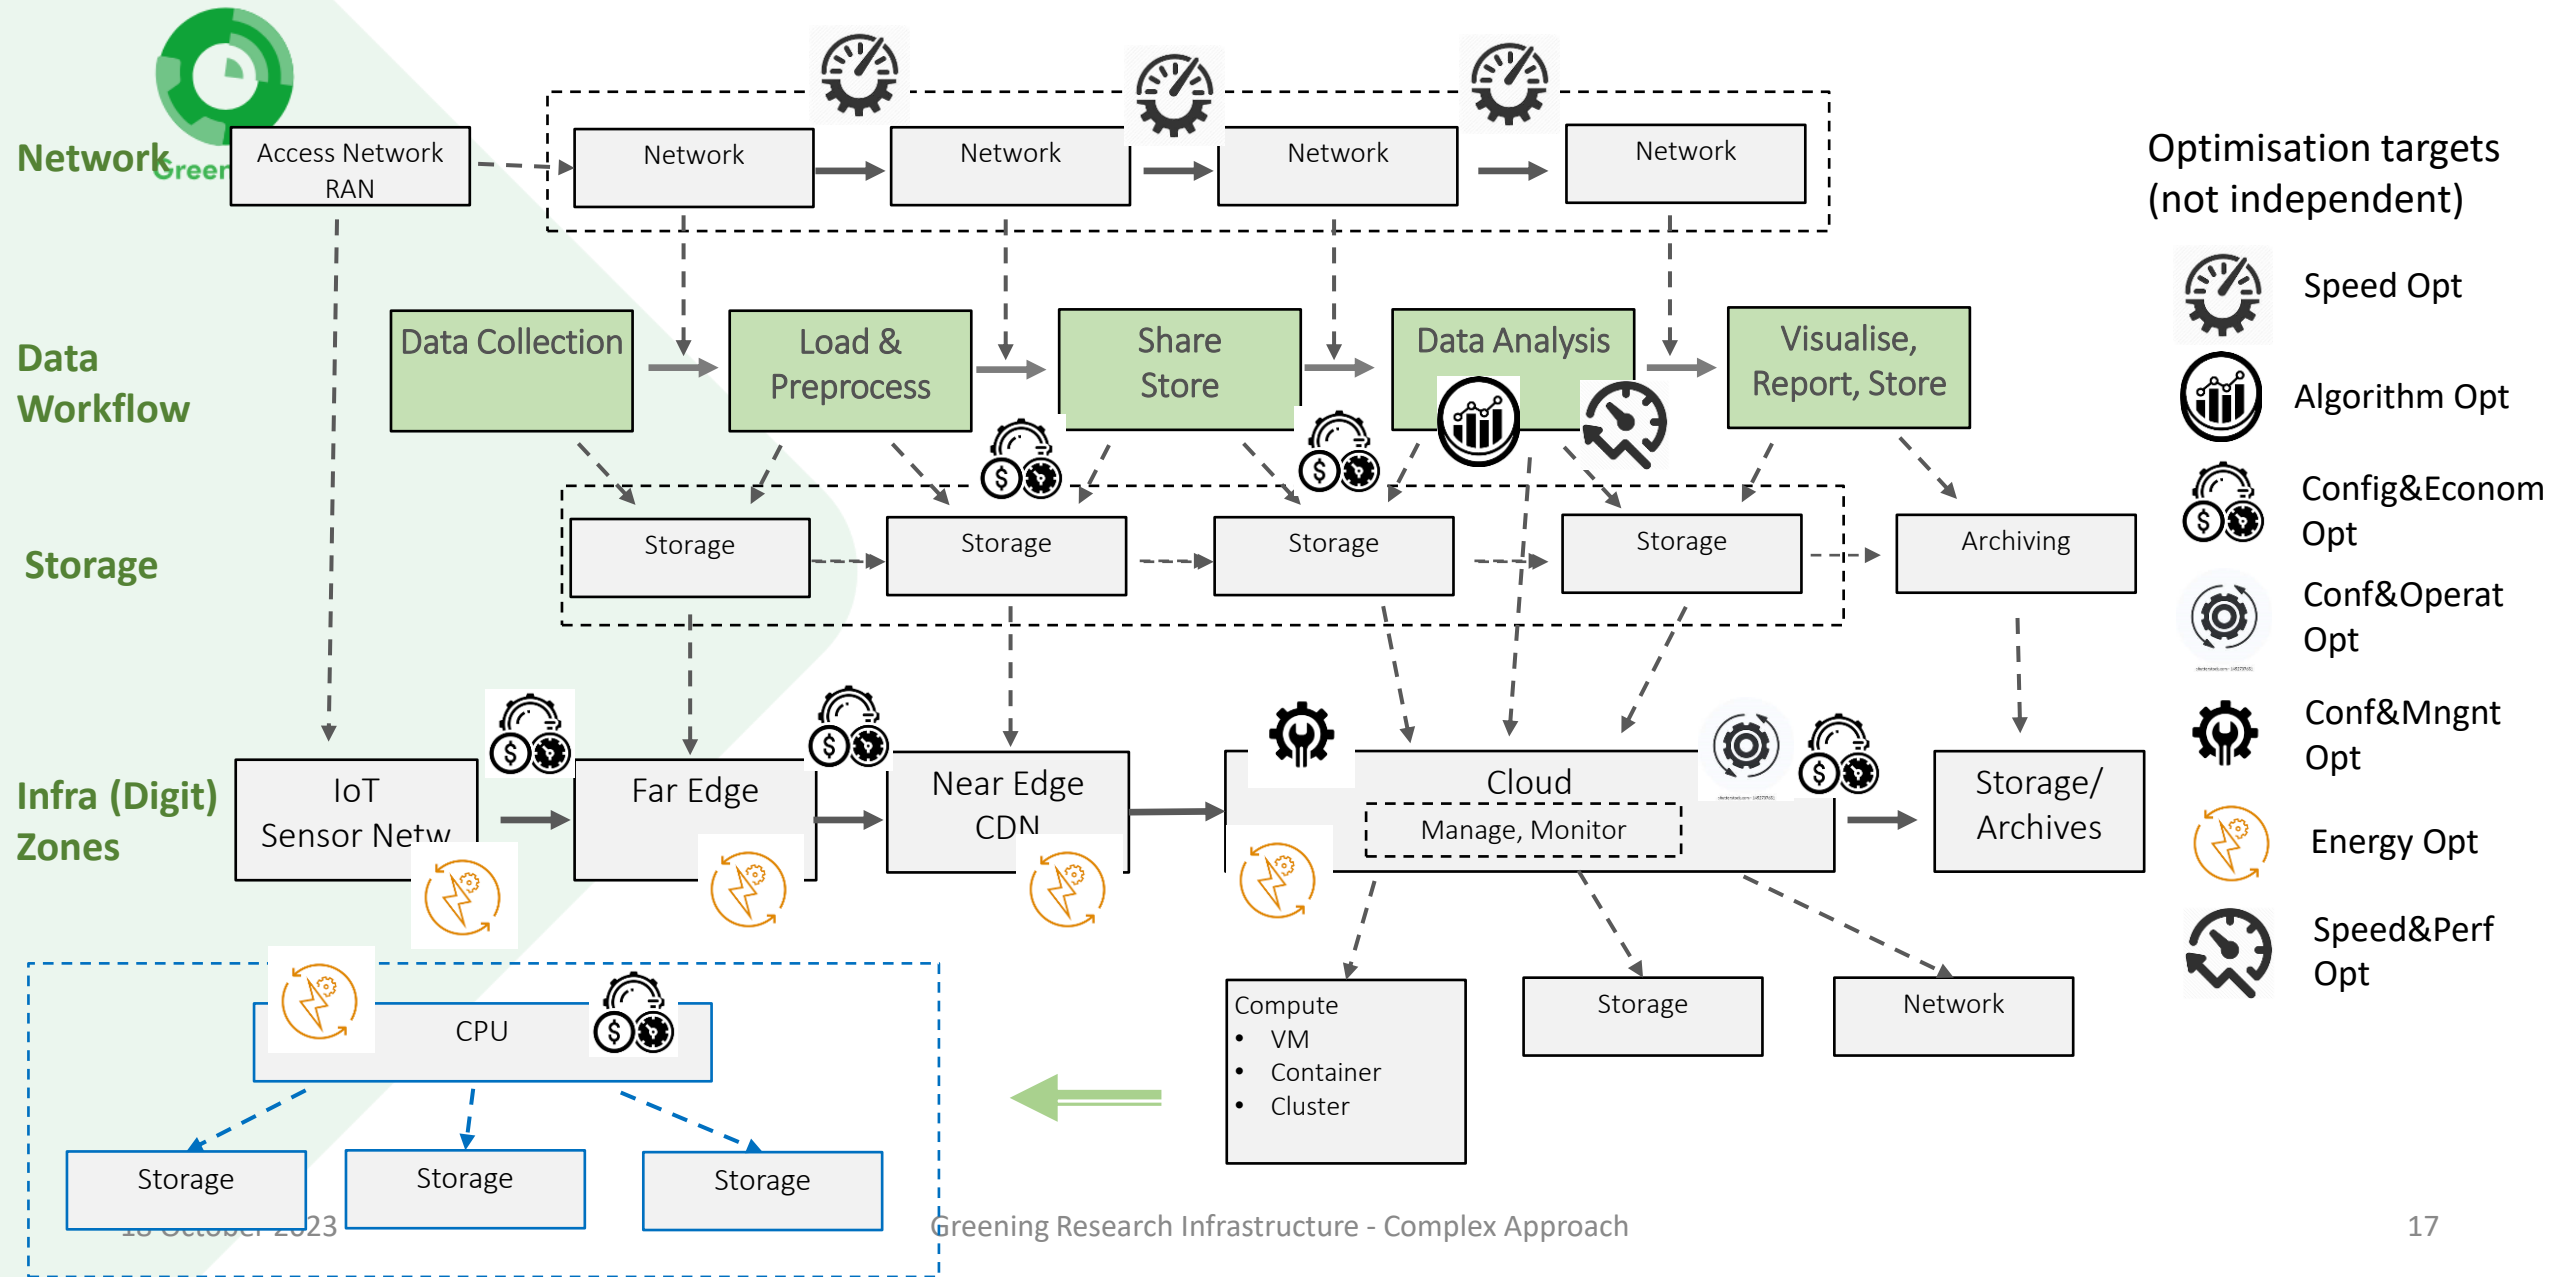 Network
Green
Access Network
RAN
Network
Network
Network
Network
Optimisation targets
(not independent)
Speed Opt
Algorithm Opt
Config&Econom
Opt
Conf&Operat
Opt
Conf&Mngnt
Opt
Energy Opt
Speed&Perf
Opt
Data
Workflow
Data Collection
Load &
Preprocess
Share
Store
Data Analysis
Visualise,
Report, Store
Storage
Storage
Storage
Storage
Storage
Archiving
Infra (Digit)
Zones
IoT
Sensor Netw
Far Edge
Near Edge
CDN
Cloud
Manage, Monitor
Storage/
Archives
CPU
Storage
Storage
Storage
Compute
• VM
• Container
• Cluster
Storage
Network
18 October 2023
Greening Research Infrastructure - Complex Approach
17